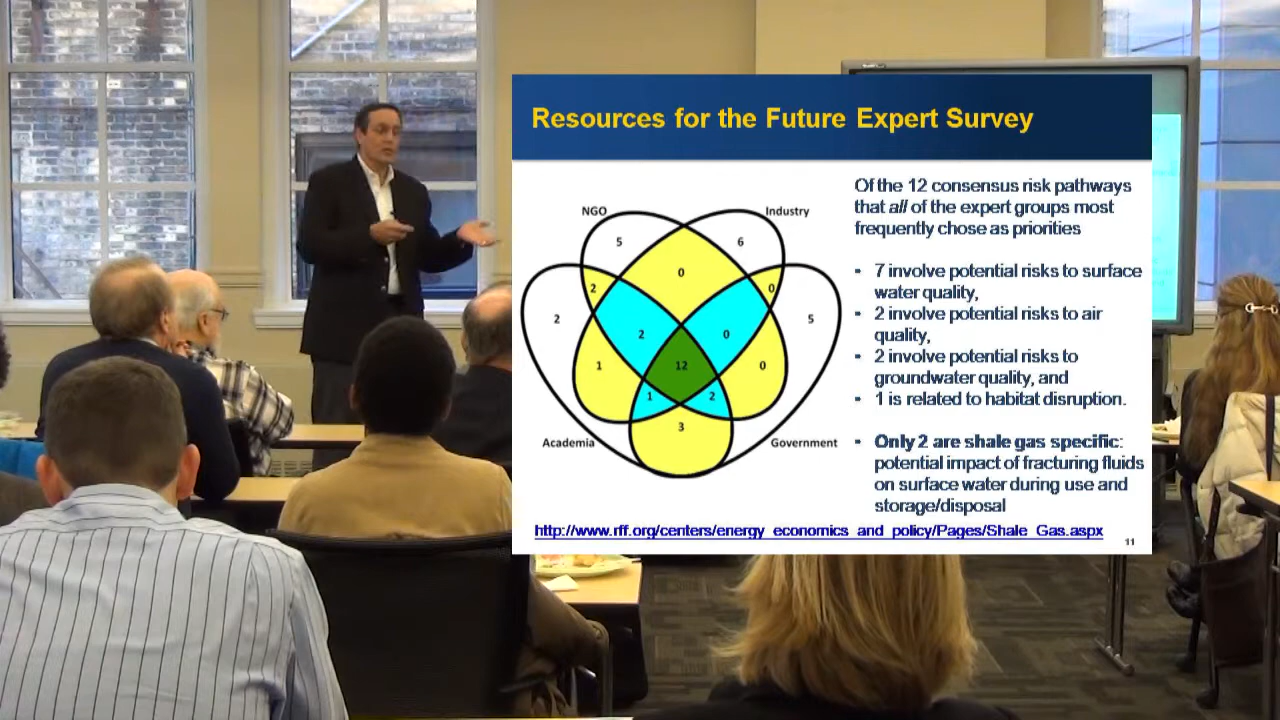 Resources for the Future Expert Survey
NGO
Industry
5
6
0
2
0
2
5
2
0
1
12
0
1
2
3
Academia
Government
Of the 12 consensus risk pathways
that all of the expert groups most
frequently chose as priorities
▪ 7 involve potential risks to surface
water quality,
▪ 2 involve potential risks to air
quality,
▪ 2 involve potential risks to
groundwater quality, and
▪ 1 is related to habitat disruption.
▪ Only 2 are shale gas specific:
potential impact of fracturing fluids
on surface water during use and
storage/disposal
http://www.rff.org/centers/energy_economics_and_policy/Pages/Shale_Gas.aspx
11